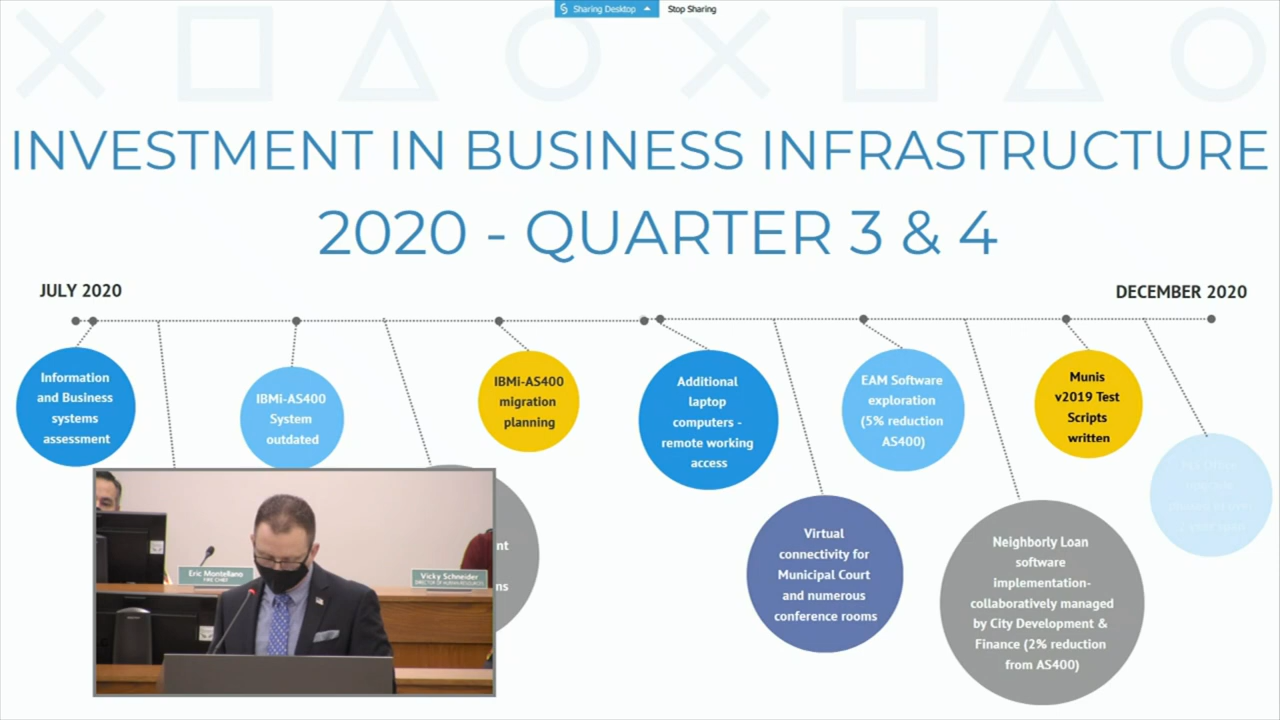 Sharing Desktop
Stop Sharing
INVESTMENT IN BUSINESS INFRASTRUCTURE
2020 - QUARTER 3 & 4
JULY 2020
DECEMBER 2020
Information
and Business
systems
assessment
IBMi-AS400
System
outdated
IBMi-AS400
migration
planning
Additional
laptop
computers -
remote working
access
EAM Software
exploration
(5% reduction
AS400)
Munis
v2019 Test
Scripts
written
nt
ns
Virtual
connectivity for
Municipal Court
and numerous
conference rooms
Neighborly Loan
software
implementation-
collaboratively managed
by City Development &
Finance (2% reduction
from AS400)
Eric Montellano
FIRE CHIEF
Vicky Schneider
DIRECTOR OF HUMAN RESOURCES